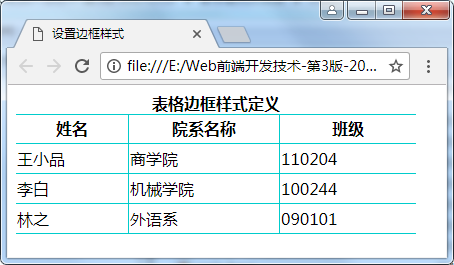 设置边框样式
file:///E:/Web前端开发技术-第3版-20...
表格边框样式定义
姓名 院系名称 班级
王小品 商学院 110204
李白 机械学院 100244
林之 外语系 090101